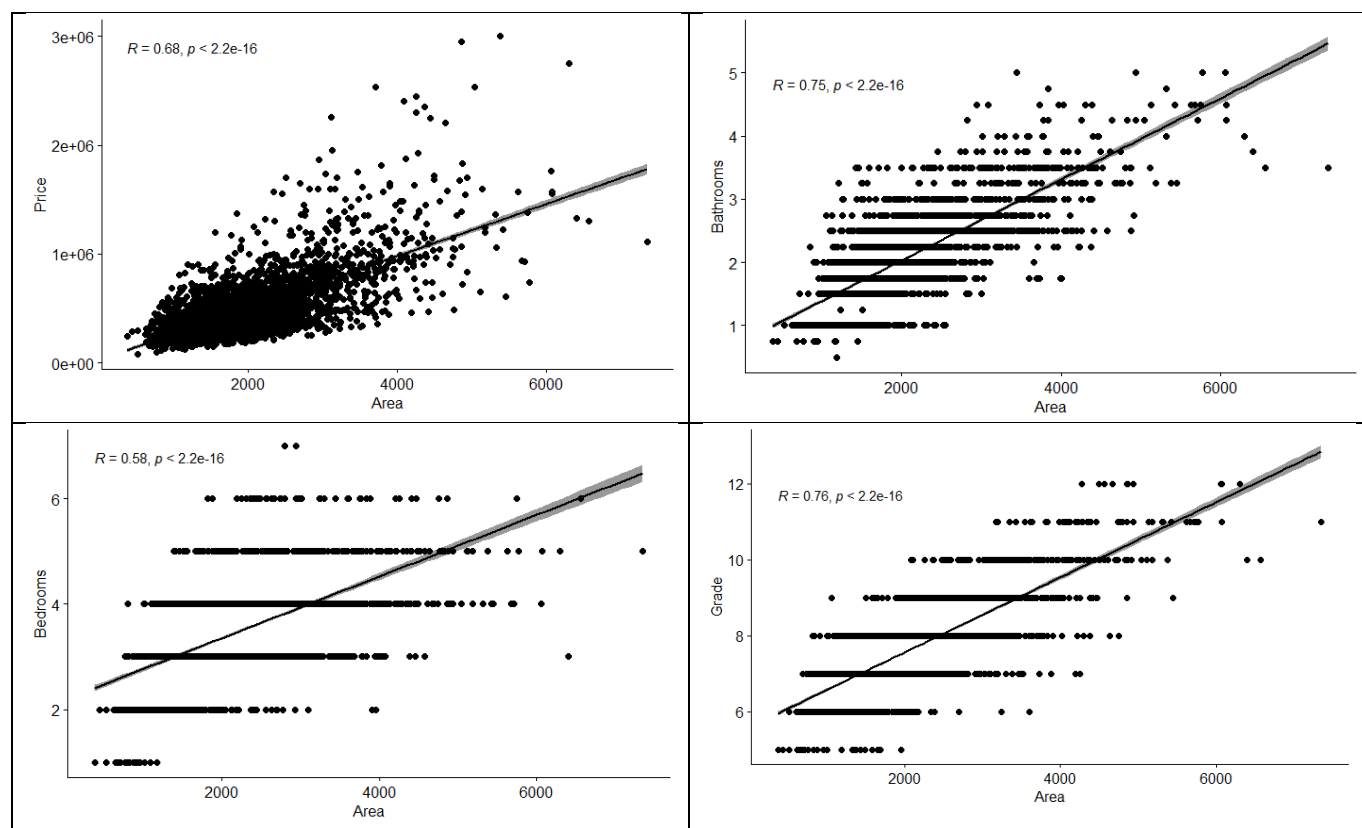 R = 0.68, p < 2.2e-16
3e+06
2e+06
1e+06
0e+00
Price
2000 4000 6000
Area
R = 0.75, p < 2.2e-16
5
4
3
2
1
Bathrooms
2000 4000 6000
Area
R = 0.58, p < 2.2e-16
6
4
2
Bedrooms
2000 4000 6000
Area
R = 0.76, p < 2.2e-16
12
10
8
6
Grade
2000 4000 6000
Area